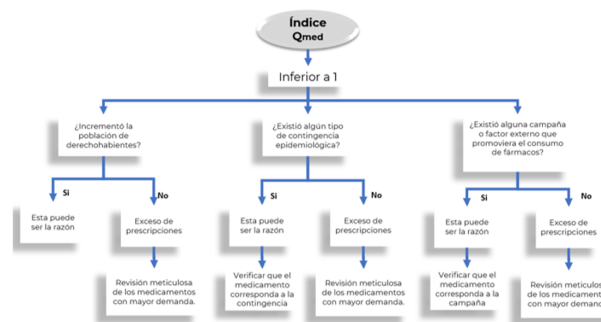 Índice
Qmed
Inferior a 1
¿Incrementó la
población de
derechohabientes?
¿Existió algún tipo
de contingencia
epidemiológica?
¿Existió alguna campaña
o factor externo que
promoviera el consumo
de fármacos?
Si
No
Si
No
Si
No
Esta puede
ser la razón
Exceso de
prescripciones
Esta puede
ser la razón
Exceso de
prescripciones
Esta puede
ser la razón
Exceso de
prescripciones
Revisión meticulosa
de los medicamentos
con mayor demanda.
Verificar que el
medicamento
corresponda a la
contingencia
Revisión meticulosa
de los medicamentos
con mayor demanda.
Verificar que el
medicamento
corresponda a la
campaña
Revisión meticulosa
de los medicament
con mayor demand